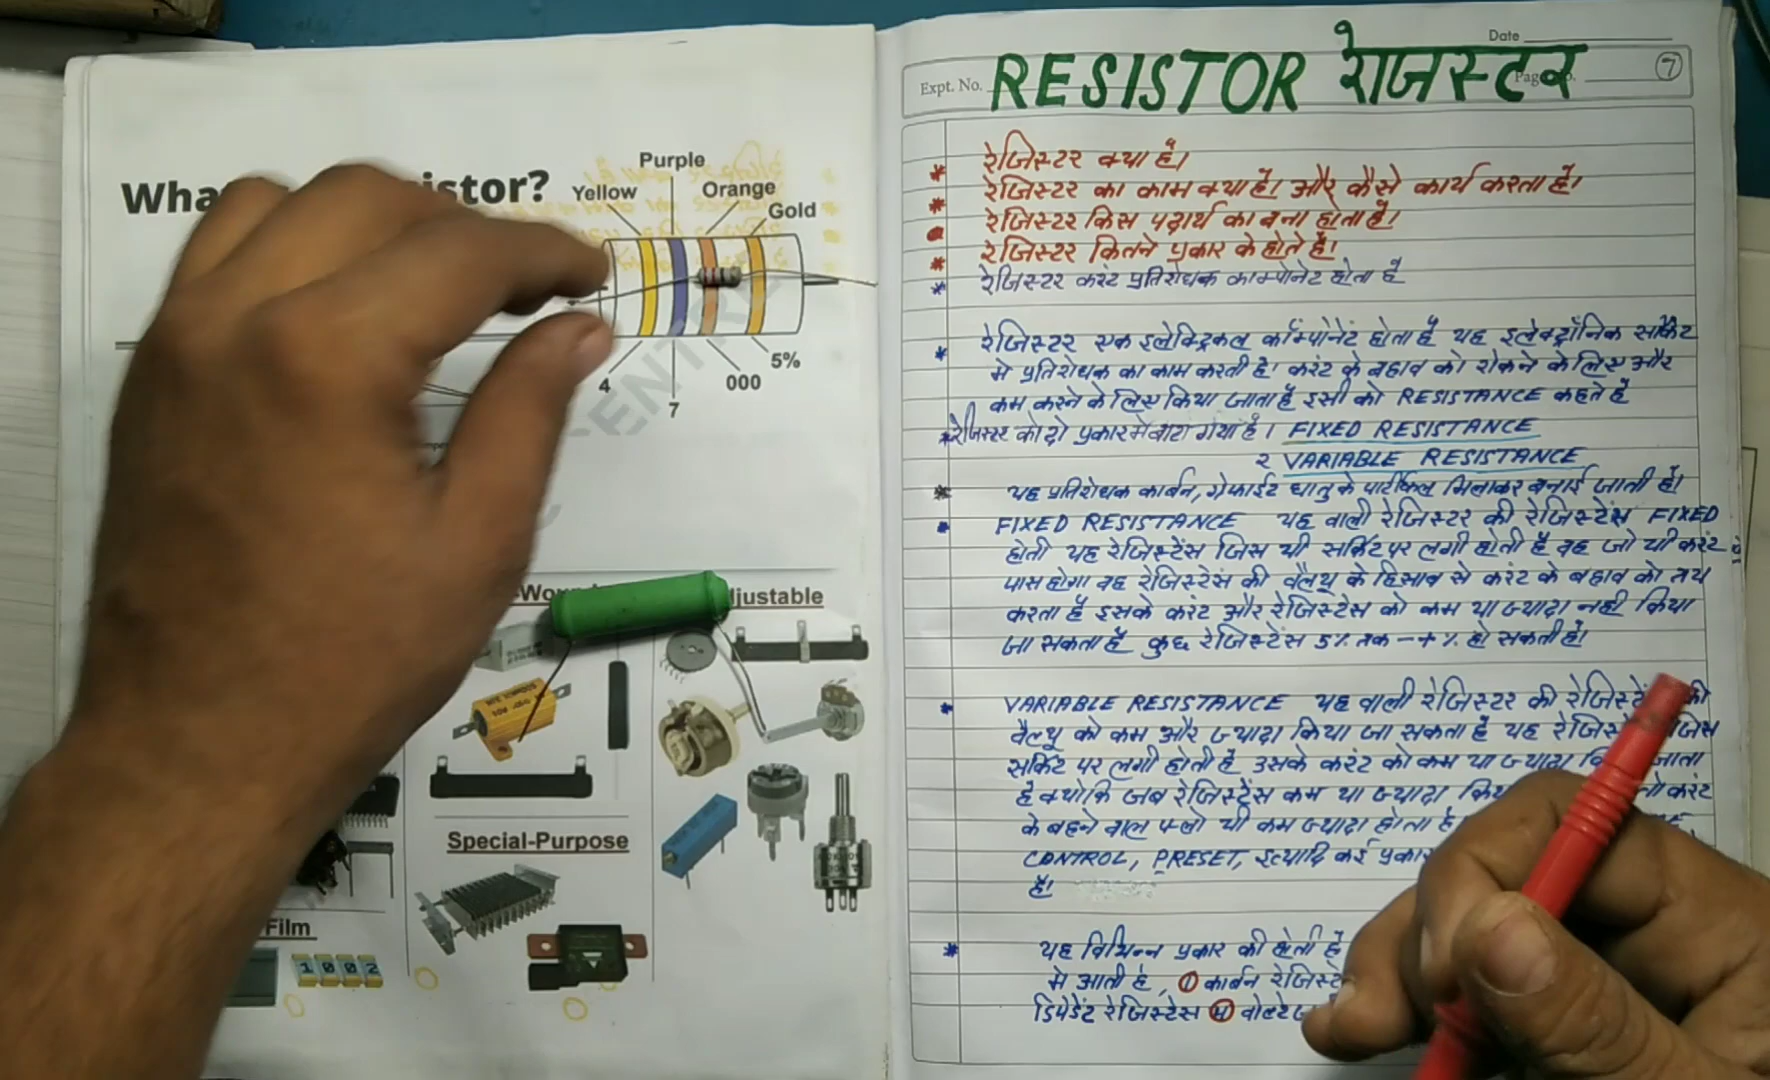 Purple
Yellow
Orange
Gold
istor?
4
7
000
5%
CENTRE
djustable
Special-Purpose
Film
1002
Date
Expt. No.
7
RESISTOR रेजिस्टर
* रेजिस्टर क्या है।
* रेजिस्टर का काम क्या है। और कैसे कार्य करता है।
रेजिस्टर किस पदार्थ का बना होता है।
* रेजिस्टर कितने प्रकार के होते है।
* रेजिस्टर करंट प्रतिरोधक काम्पोनेट होता है
* रेजिस्टर एक इलेक्ट्रिकल कॉम्पोनेंट होता है यह इलेक्ट्रॉनिक सर्किट
मे प्रतिरोधक का काम करती है। करंट के बहाव को रोकने के लिए और
कम करने के लिए किया जाता है इसी को RESISTANCE कहते है
* रेजिस्टर को दो प्रकार मे बाटा गया है। FIXED RESISTANCE
२ VARIABLE RESISTANCE
* यह प्रतिरोधक कार्बन, ग्रेफाईट धातु के पार्टीकल मिलाकर बनाई जाती है।
* FIXED RESISTANCE यह वाली रेजिस्टर की रेजिस्टेंस FIXED
होती यह रेजिस्टेंस जिस भी सर्किट पर लगी होती है वह जो भी करंट
पास होगा वह रेजिस्टेंस की वैल्यू के हिसाब से करंट के बहाव को तय
करता है इसके करंट और रेजिस्टेंस को कम या ज्यादा नही किया
जा सकता है कुछ रेजिस्टेंस 5% तक -+% हो सकती है।
* VARIABLE RESISTANCE यह वाली रेजिस्टर की की
वैल्यू को कम और ज्यादा किया जा सकता है यह
सर्किट पर लगी होती है उसके करंट को कम या ज्यादा जाता
है क्योकि जब रेजिस्टेंस कम या ज्यादा करंट
के बहने वाल फ्लो भी कम ज्यादा होता है
CONTROL, PRESET, इत्यादि कई प्रकार
है।
* यह विभिन्न प्रकार की होती है
मे आती है, ① कार्बन
डिपेडेंट रेजिस्टेंस